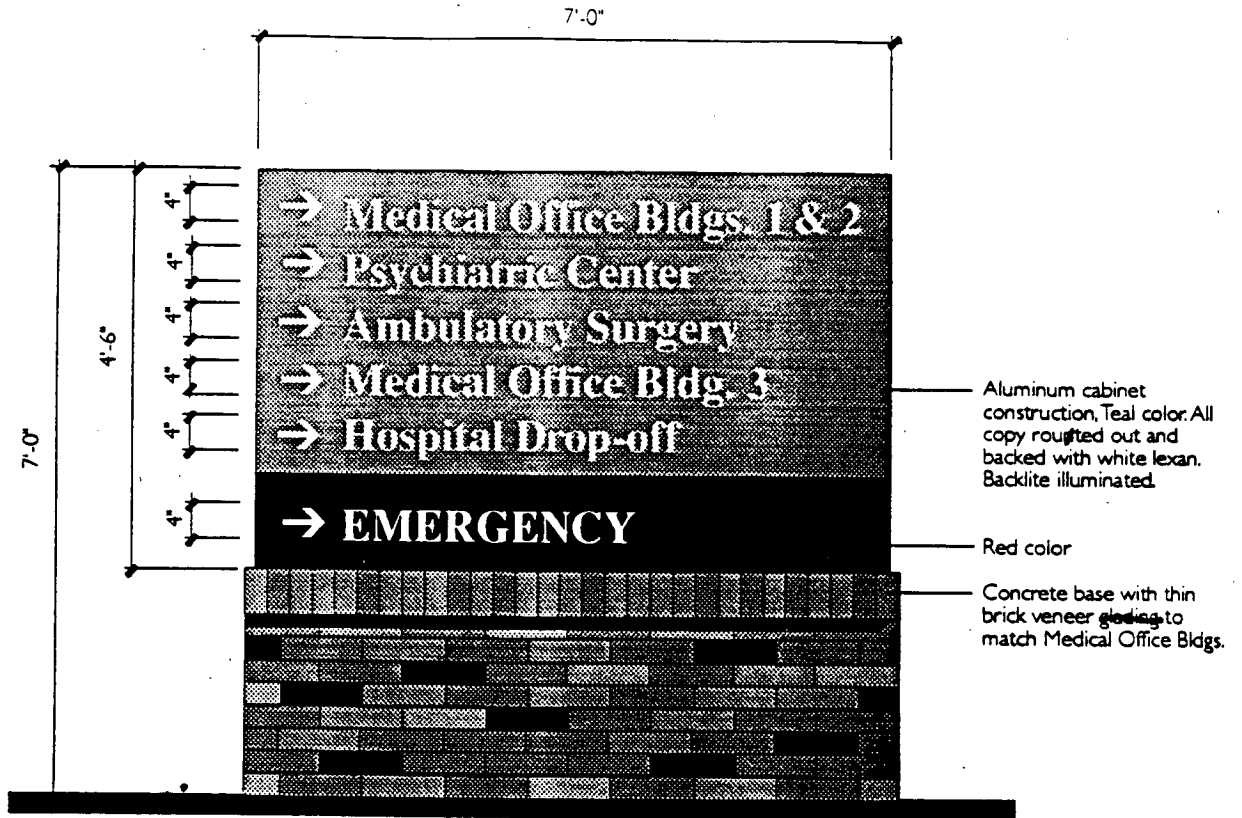 7'-0"
→ Medical Office Bldgs. 1 & 2
→ Psychiatric Center
→ Ambulatory Surgery
→ Medical Office Bldg. 3
→ Hospital Drop-off
→ EMERGENCY
4"
4"
4"
4"
4"
4"
4'-6"
7'-0"
Aluminum cabinet
construction, Teal color. All
copy routted out and
backed with white lexan.
Backlite illuminated.
Red color
Concrete base with thin
brick veneer to
match Medical Office Bldgs.